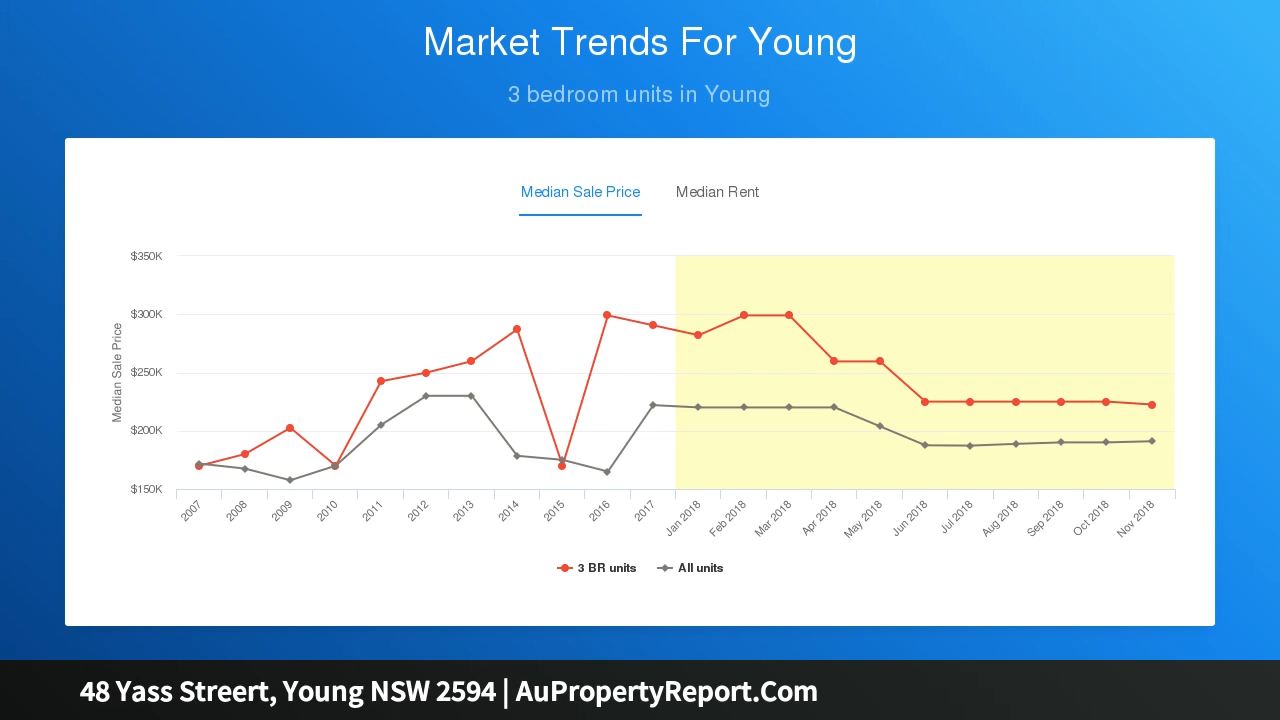 Market Trends For Young
3 bedroom units in Young
Median Sale Price Median Rent
Median Sale Price
$350K
$300K
$250K
$200K
$150K
2007 2008 2009 2010 2011 2012 2013 2014 2015 2016 2017 Jan 2018 Feb 2018 Mar 2018 Apr 2018 May 2018 Jun 2018 Jul 2018 Aug 2018 Sep 2018 Oct 2018 Nov 2018
3 BR units All units
48 Yass Streert, Young NSW 2594 | AuPropertyReport.Com